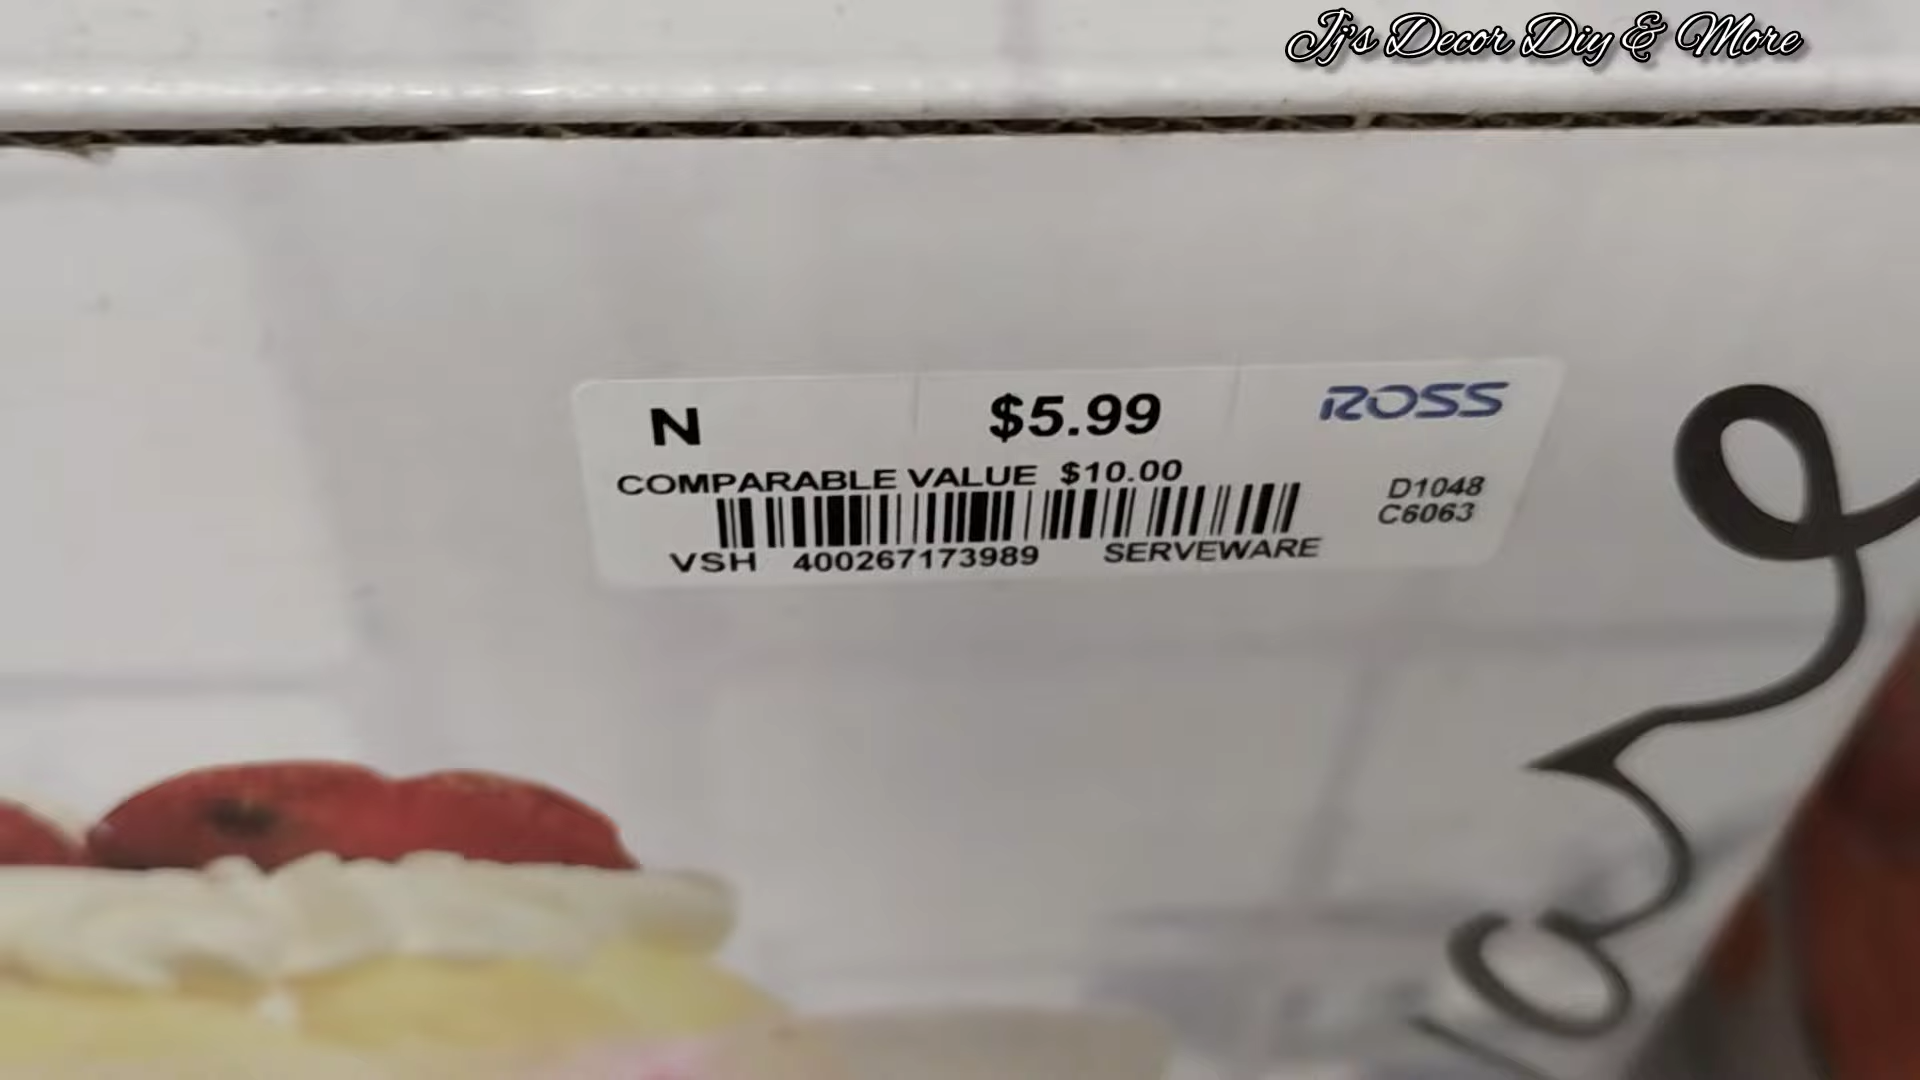 Jj's Decor Diy & More
N $5.99 ROSS
COMPARABLE VALUE $10.00
D1048
C6063
VSH 400267173989 SERVEWARE